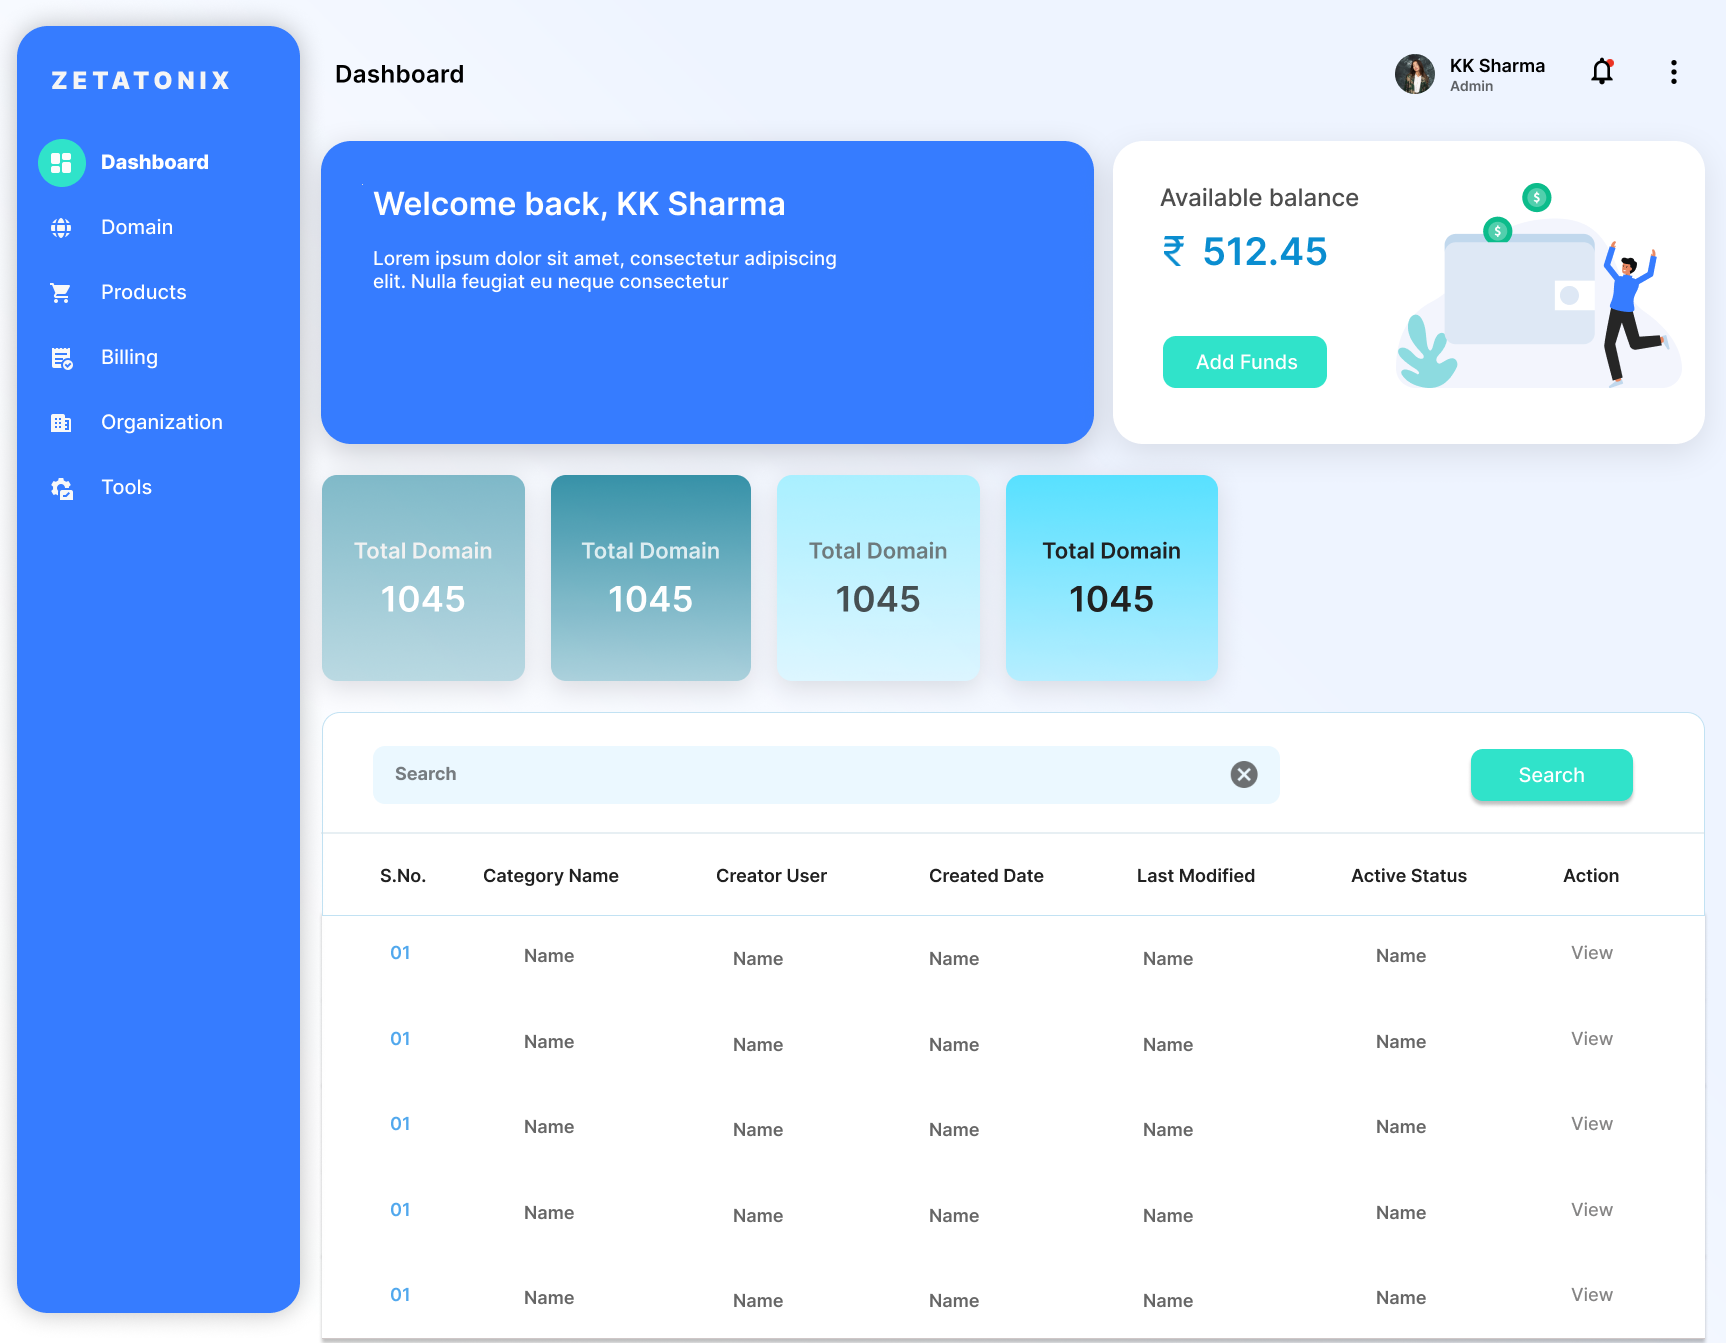 ZETATONIX
Dashboard
Domain
Products
Billing
Organization
Tools
Dashboard
KK Sharma
Admin
Welcome back, KK Sharma
Lorem ipsum dolor sit amet, consectetur adipiscing
elit. Nulla feugiat eu neque consectetur
Available balance
₹ 512.45
Add Funds
$
$
Total Domain
1045
Total Domain
1045
Total Domain
1045
Total Domain
1045
Search
Search
S.No. Category Name Creator User Created Date Last Modified Active Status Action
01 Name Name Name Name Name View
01 Name Name Name Name Name View
01 Name Name Name Name Name View
01 Name Name Name Name Name View
01 Name Name Name Name Name View